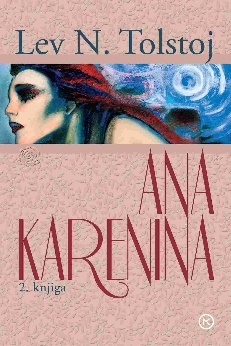 Lev N. Tolstoj
ANA
KARENINA
2. knjiga